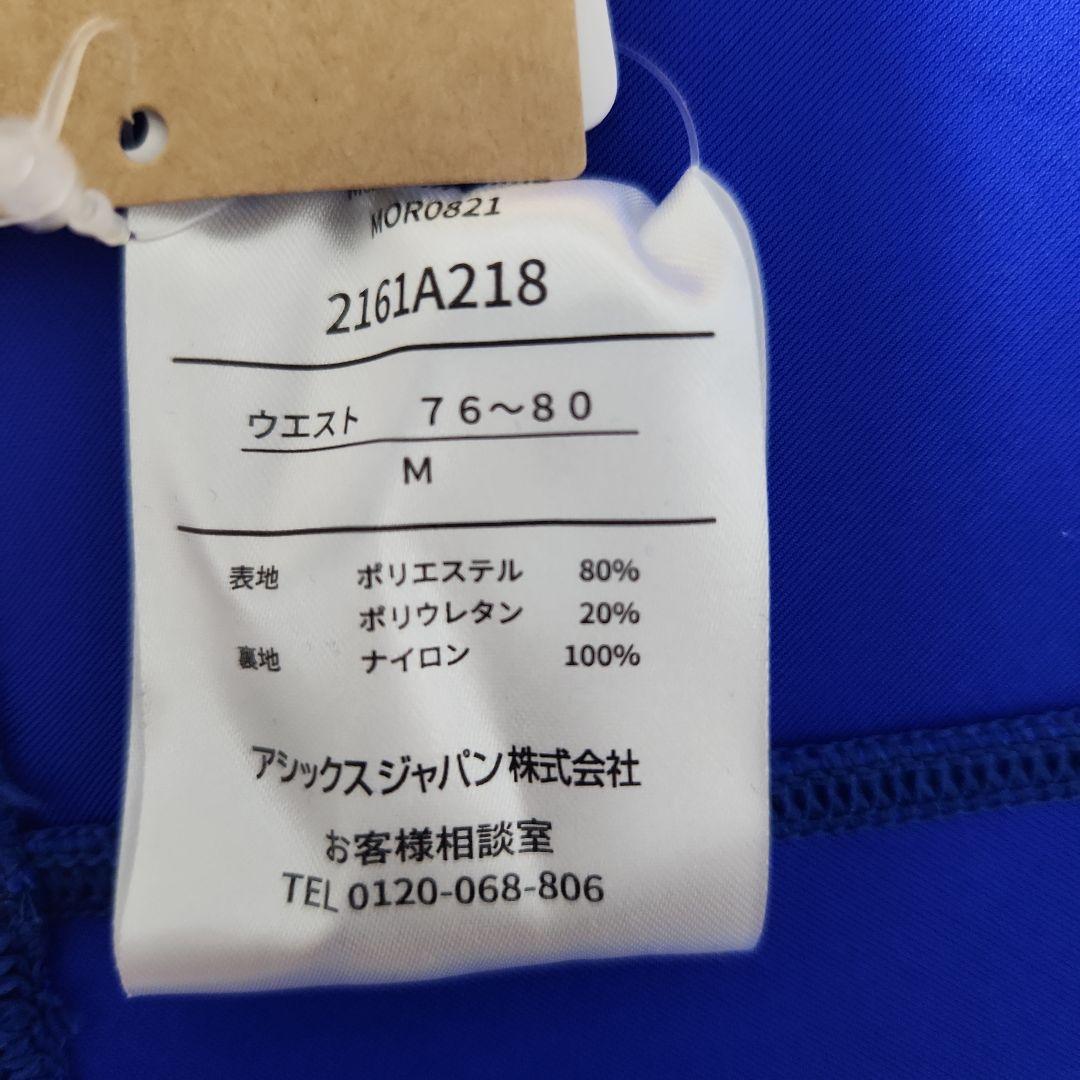 MOR0821
2161A218
ウエスト 76～80
M
表地 ポリエステル 80%
ポリウレタン 20%
裏地 ナイロン 100%
アシックスジャパン株式会社
お客様相談室
TEL 0120-068-806